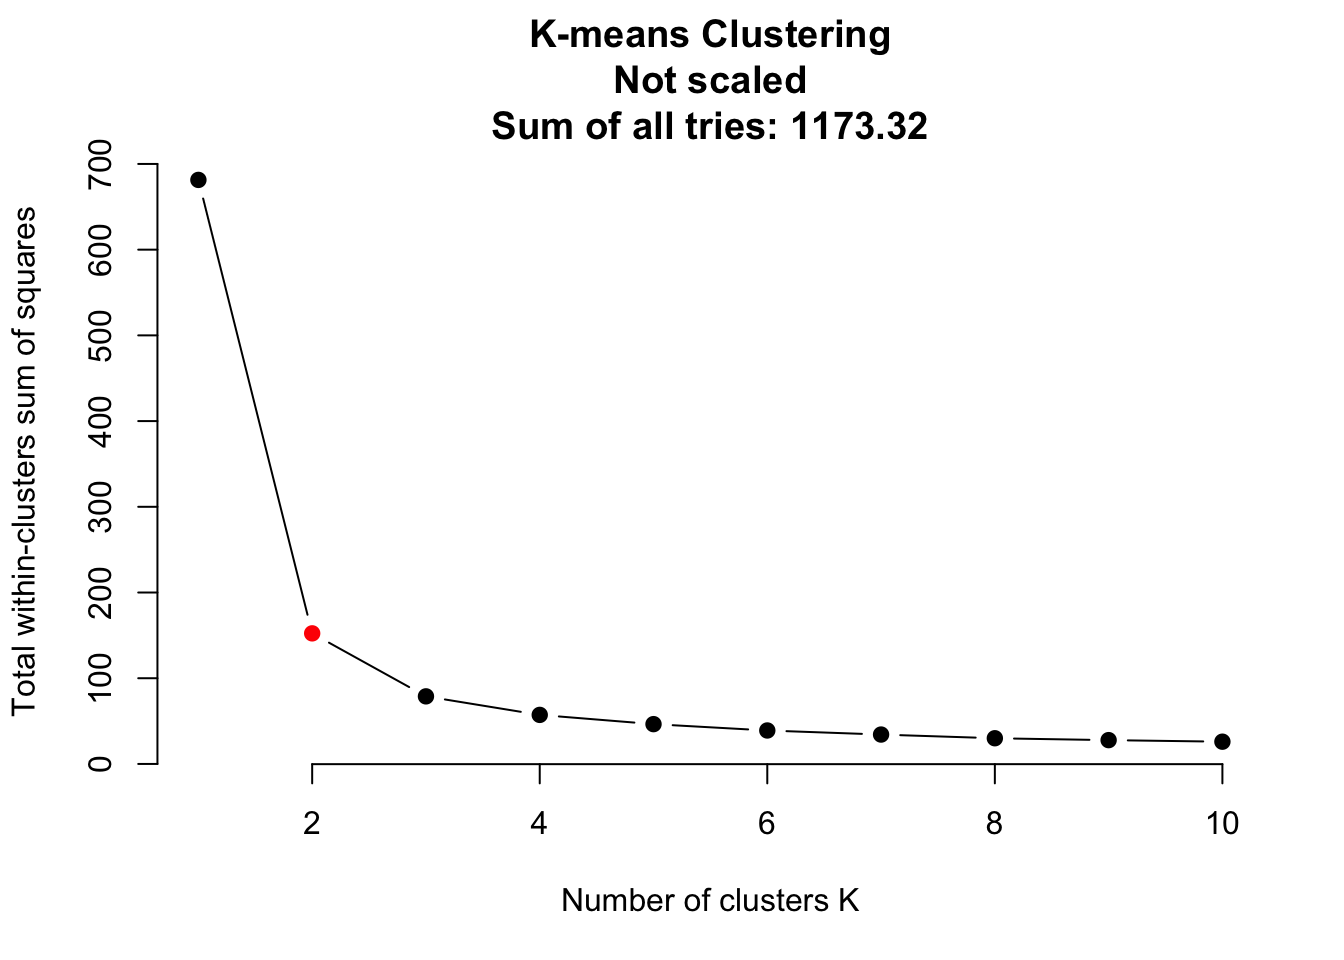 K-means Clustering
Not scaled
Sum of all tries: 1173.32
Total within-clusters sum of squares
700
600
500
400
300
200
100
0
2 4 6 8 10
Number of clusters K